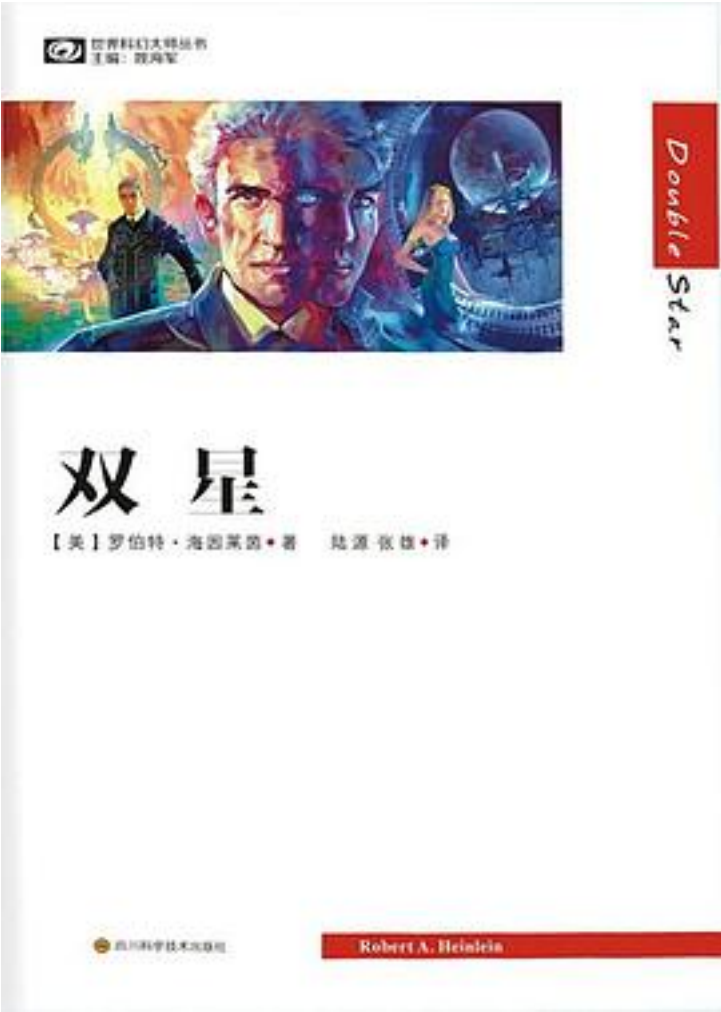 世界科幻大师丛书
主编：姚海军
Double Star
双星
【美】罗伯特·海因莱茵●著 陆源 张雄●译
四川科学技术出版社
Robert A. Heinlein